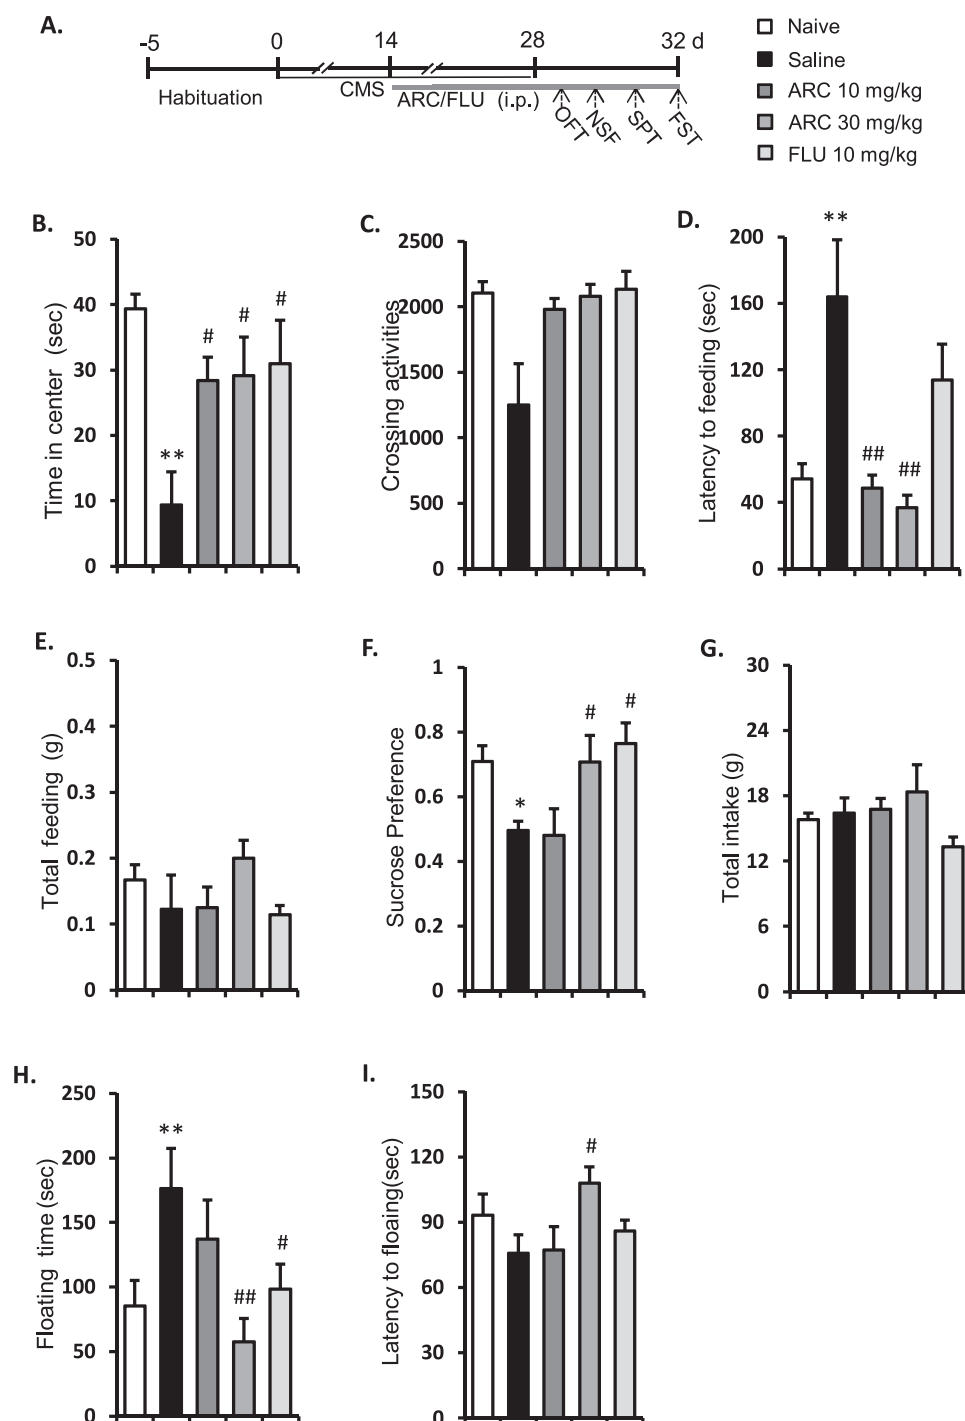 A.
-5 0 14 28 32 d
Habituation CMS ARC/FLU (i.p.)
OFT NSF SPT FST
Naive
Saline
ARC 10 mg/kg
ARC 30 mg/kg
FLU 10 mg/kg
B.
Time in center (sec)
50
40
30
20
10
0
**
#
#
#
C.
Crossing activities
2500
2000
1500
1000
500
0
D.
Latency to feeding (sec)
200
160
120
80
40
0
**
##
##
E.
Total feeding (g)
0.5
0.4
0.3
0.2
0.1
0
F.
Sucrose Preference
1
0.8
0.6
0.4
0.2
0
*
#
#
G.
Total intake (g)
30
24
18
12
6
0
H.
Floating time (sec)
250
200
150
100
50
0
**
##
#
I.
Latency to floaing(sec)
150
120
90
60
30
0
#